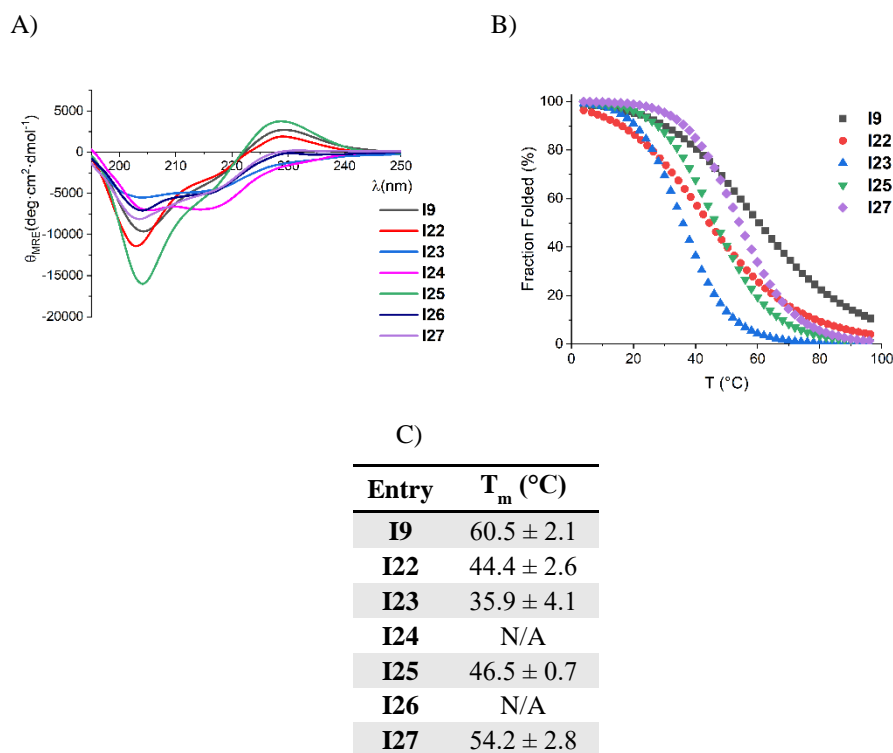 A)
B)
5000
0
-5000
-10000
-15000
-20000
200
210
220
230
240
250
λ(nm)
θMRE(deg·cm²·dmol⁻¹)
I9
I22
I23
I24
I25
I26
I27
100
80
60
40
20
0
0
20
40
60
80
100
Fraction Folded (%)
T (°C)
I9
I22
I23
I25
I27
C)
Entry Tm (°C)
I9 60.5 ± 2.1
I22 44.4 ± 2.6
I23 35.9 ± 4.1
I24 N/A
I25 46.5 ± 0.7
I26 N/A
I27 54.2 ± 2.8